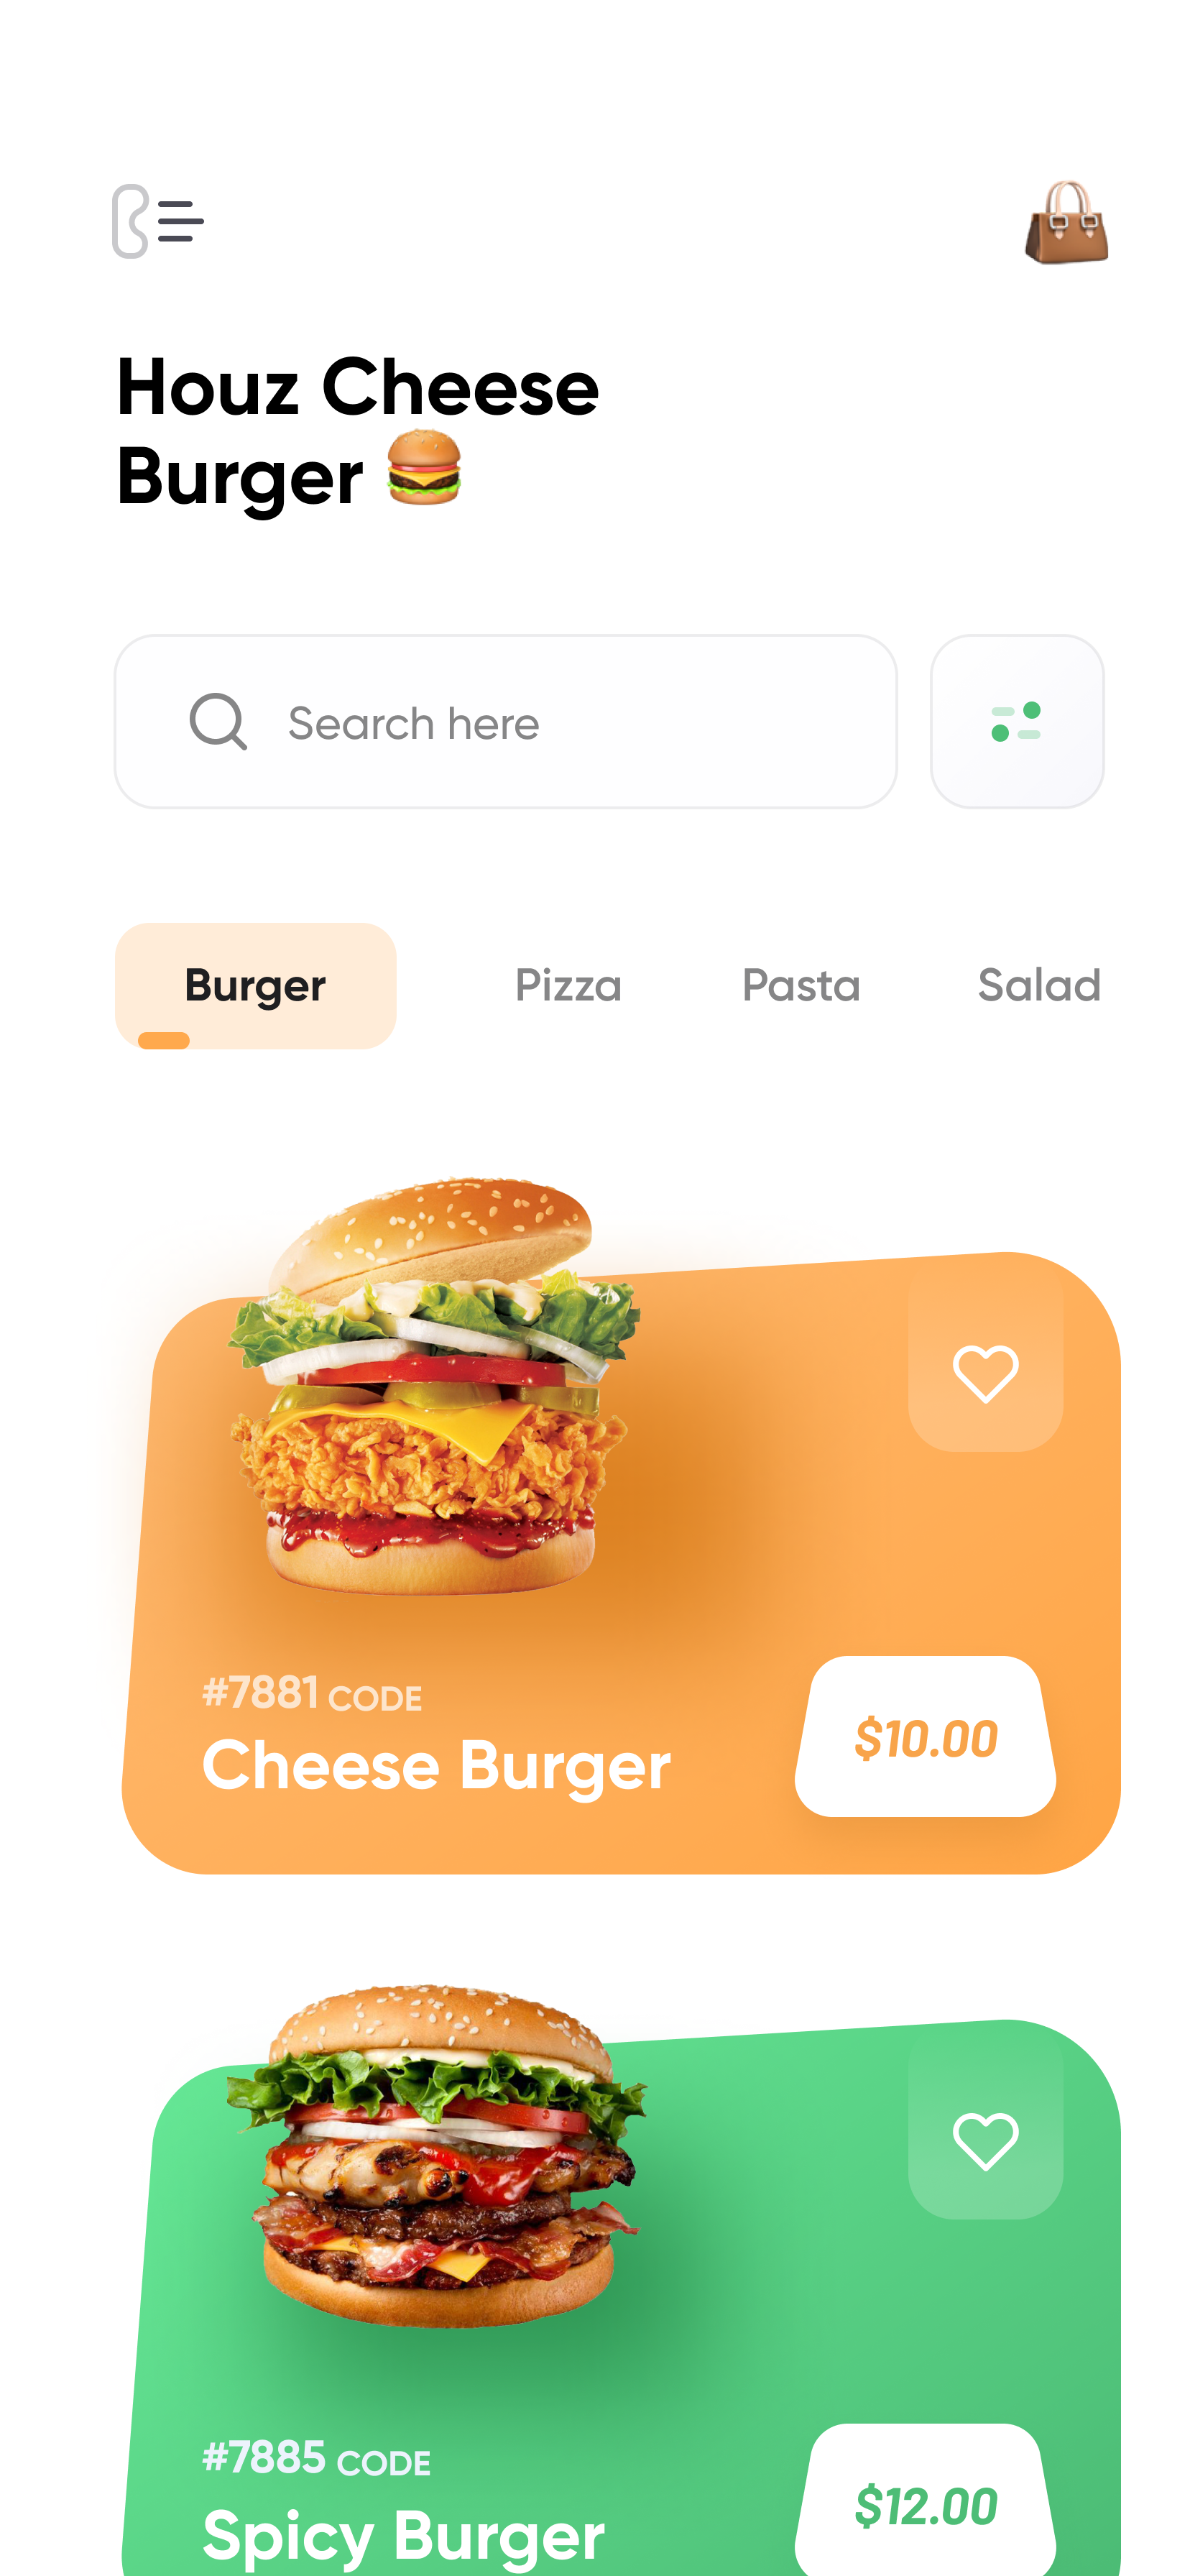 Houz Cheese
Burger 🍔
Search here
Burger Pizza Pasta Salad
#7881 CODE
Cheese Burger
$10.00
#7885 CODE
Spicy Burger
$12.00